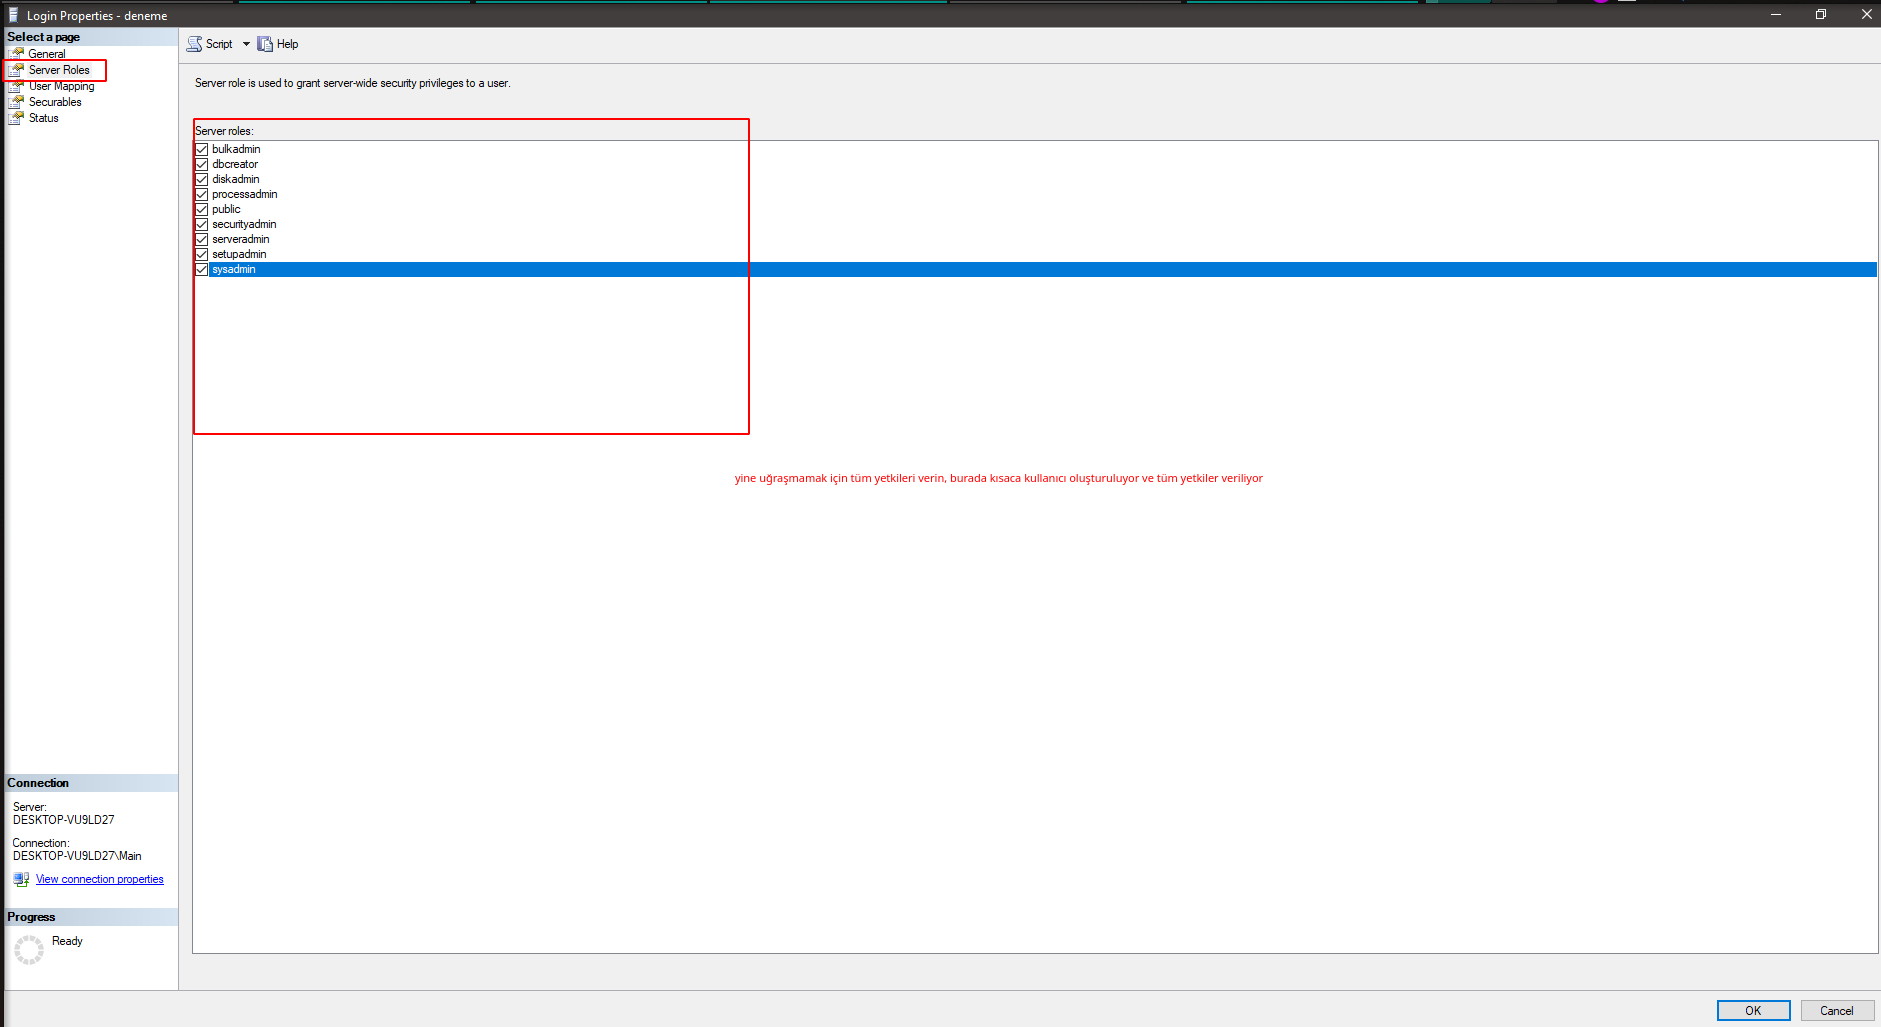 Login Properties - deneme
Select a page
General
Server Roles
User Mapping
Securables
Status
Script
Help
Server role is used to grant server-wide security privileges to a user.
Server roles:
bulkadmin
dbcreator
diskadmin
processadmin
public
securityadmin
serveradmin
setupadmin
sysadmin
yine uğraşmamak için tüm yetkileri verin, burada kısaca kullanıcı oluşturuluyor ve tüm yetkiler veriliyor
Connection
Server:
DESKTOP-VU9LD27
Connection:
DESKTOP-VU9LD27\Main
View connection properties
Progress
Ready
OK
Cancel